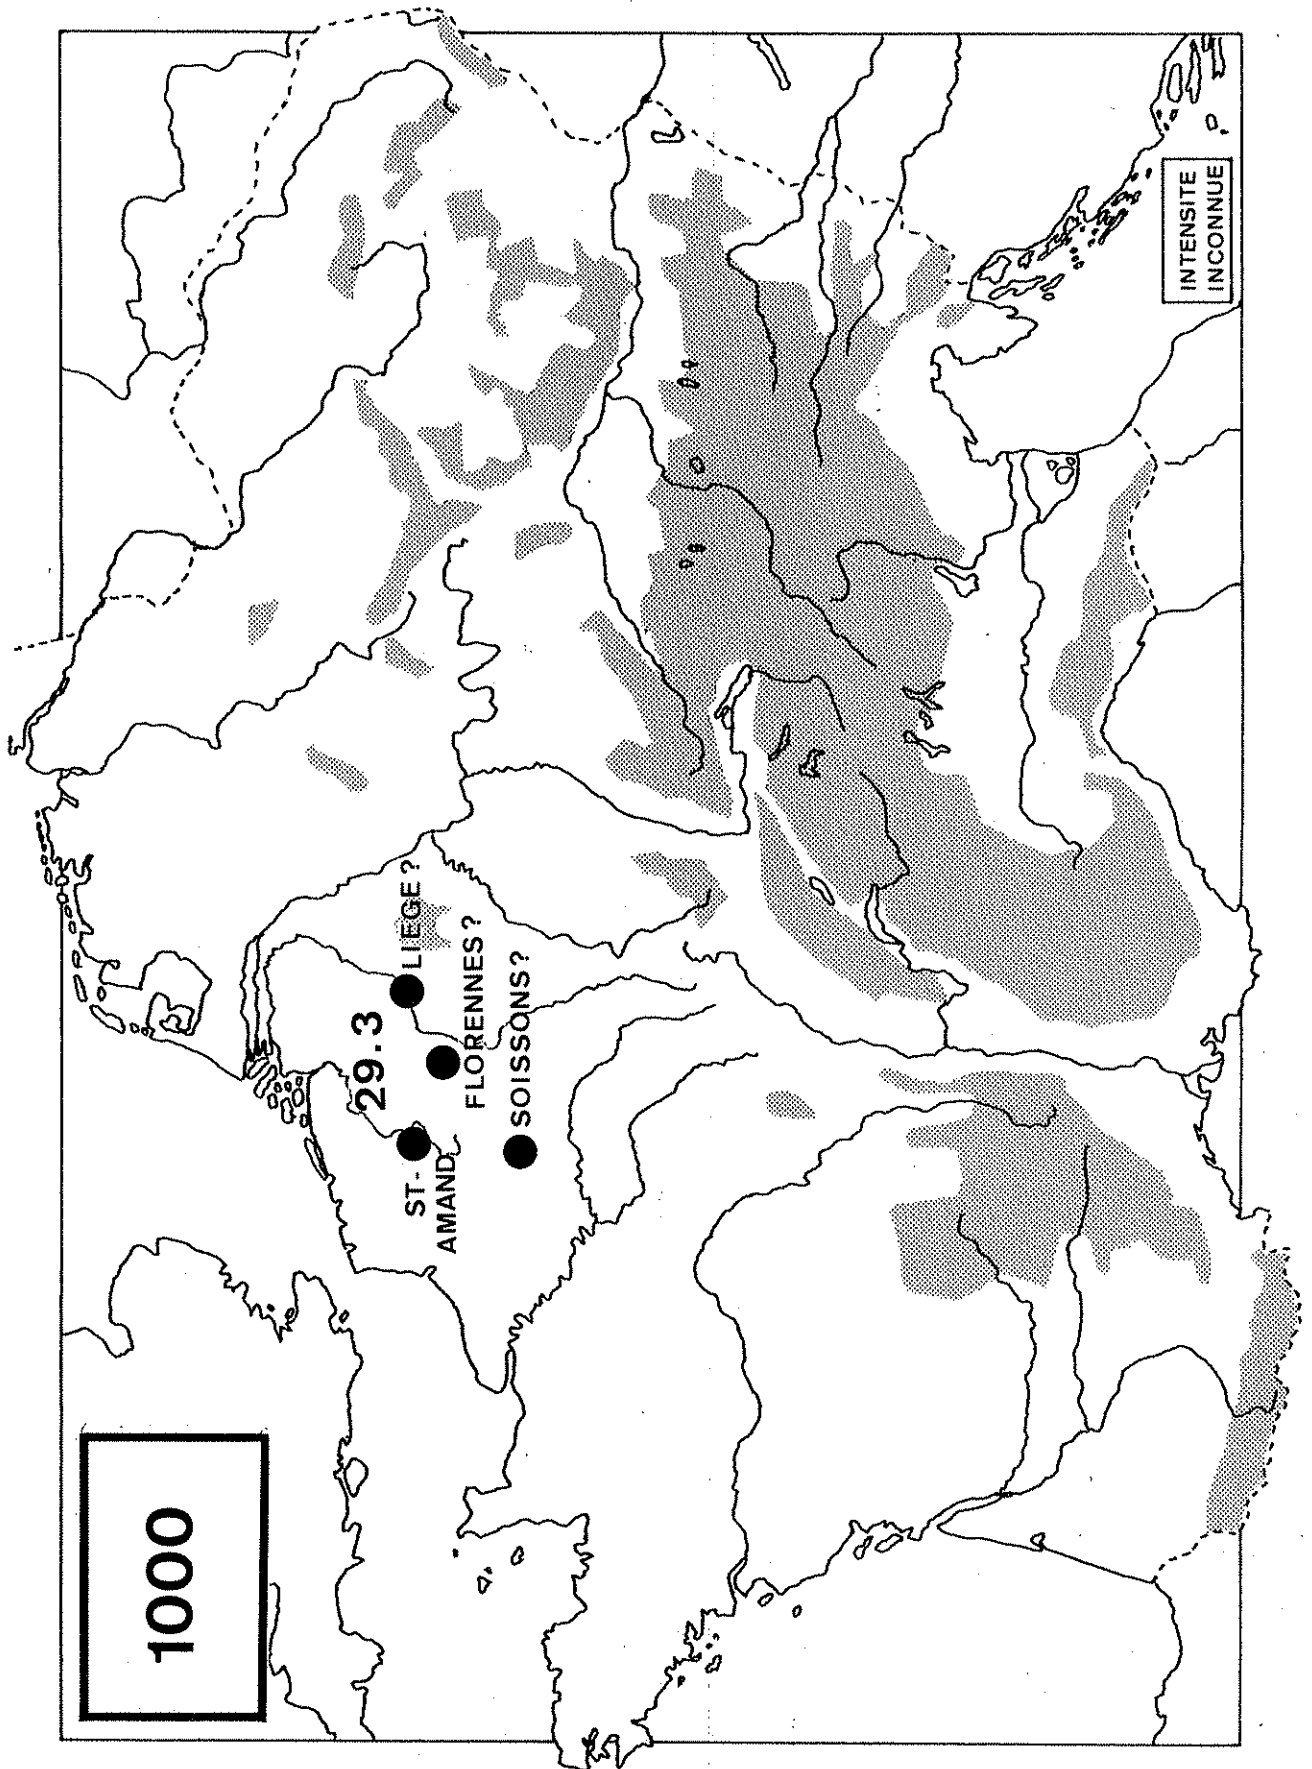 1000
29.3
LIEGE?
ST-
AMAND
FLORENNES?
SOISSONS?
INTENSITE
INCONNUE